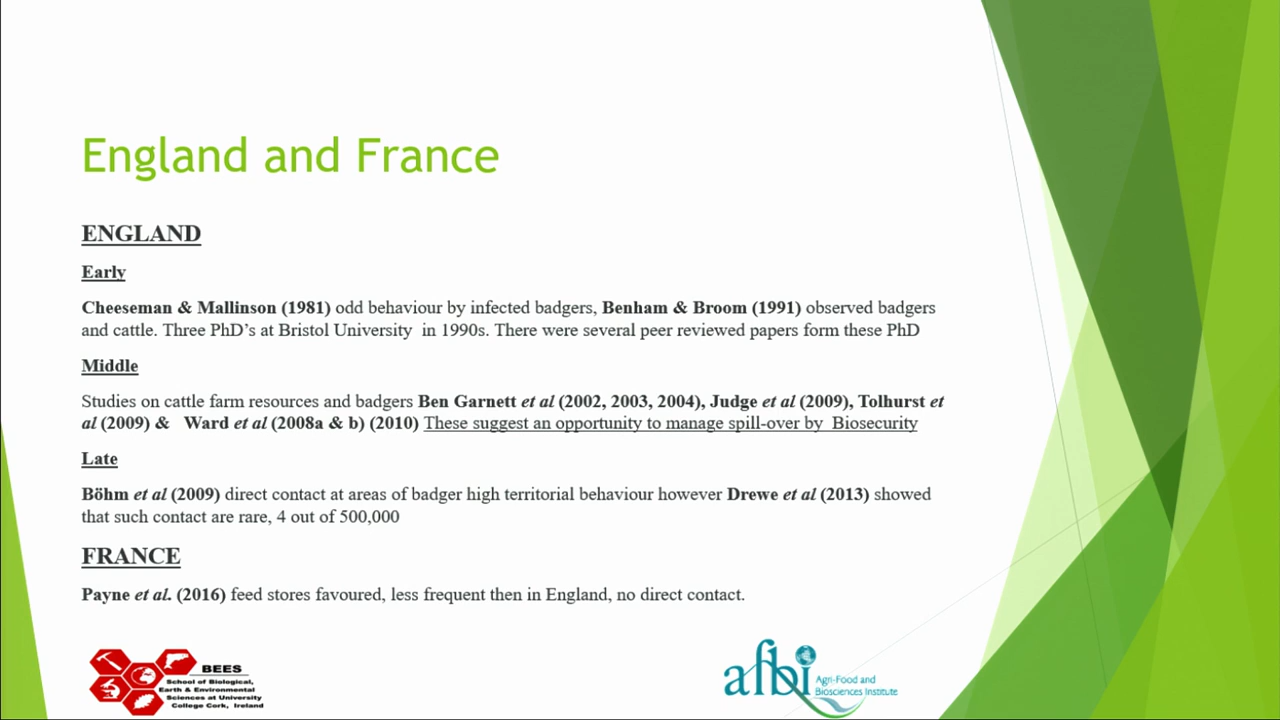 England and France
ENGLAND
Early
Cheeseman & Mallinson (1981) odd behaviour by infected badgers, Benham & Broom (1991) observed badgers
and cattle. Three PhD's at Bristol University in 1990s. There were several peer reviewed papers form these PhD
Middle
Studies on cattle farm resources and badgers Ben Garnett et al (2002, 2003, 2004), Judge et al (2009), Tolhurst et
al (2009) & Ward et al (2008a & b) (2010) These suggest an opportunity to manage spill-over by Biosecurity
Late
Böhm et al (2009) direct contact at areas of badger high territorial behaviour however Drewe et al (2013) showed
that such contact are rare, 4 out of 500,000
FRANCE
Payne et al. (2016) feed stores favoured, less frequent then in England, no direct contact.
BEES
School of Biological,
Earth & Environmental
Sciences at University
College Cork, Ireland
afbi
Agri-Food and
Biosciences Institute